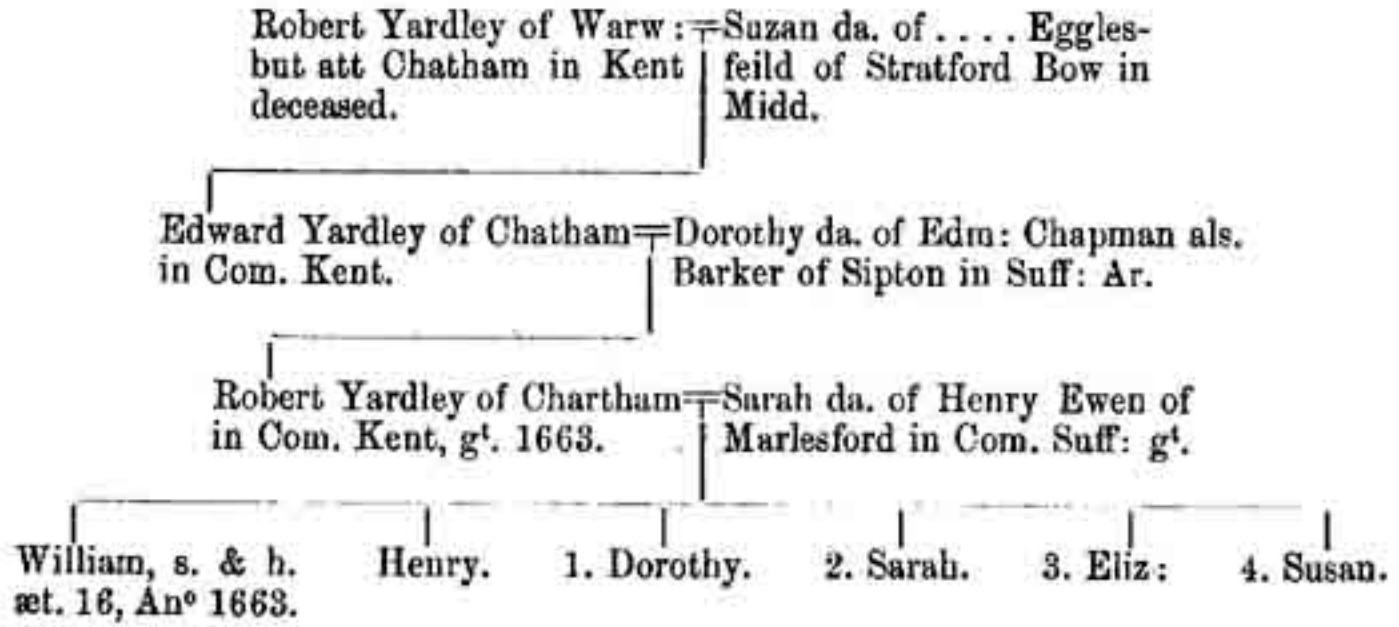 Robert Yardley of Warw: Suzan da. of .... Eggles-
but att Chatham in Kent feild of Stratford Bow in
deceased. Midd.
Edward Yardley of Chatham Dorothy da. of Edm: Chapman als.
in Com. Kent. Barker of Sipton in Suff: Ar.
Robert Yardley of Chartham Sarah da. of Henry Ewen of
in Com. Kent, gᵗ. 1663. Marlesford in Com. Suff: gᵗ.
William, s. & h. Henry. 1. Dorothy. 2. Sarah. 3. Eliz: 4. Susan.
æt. 16, Anº 1663.